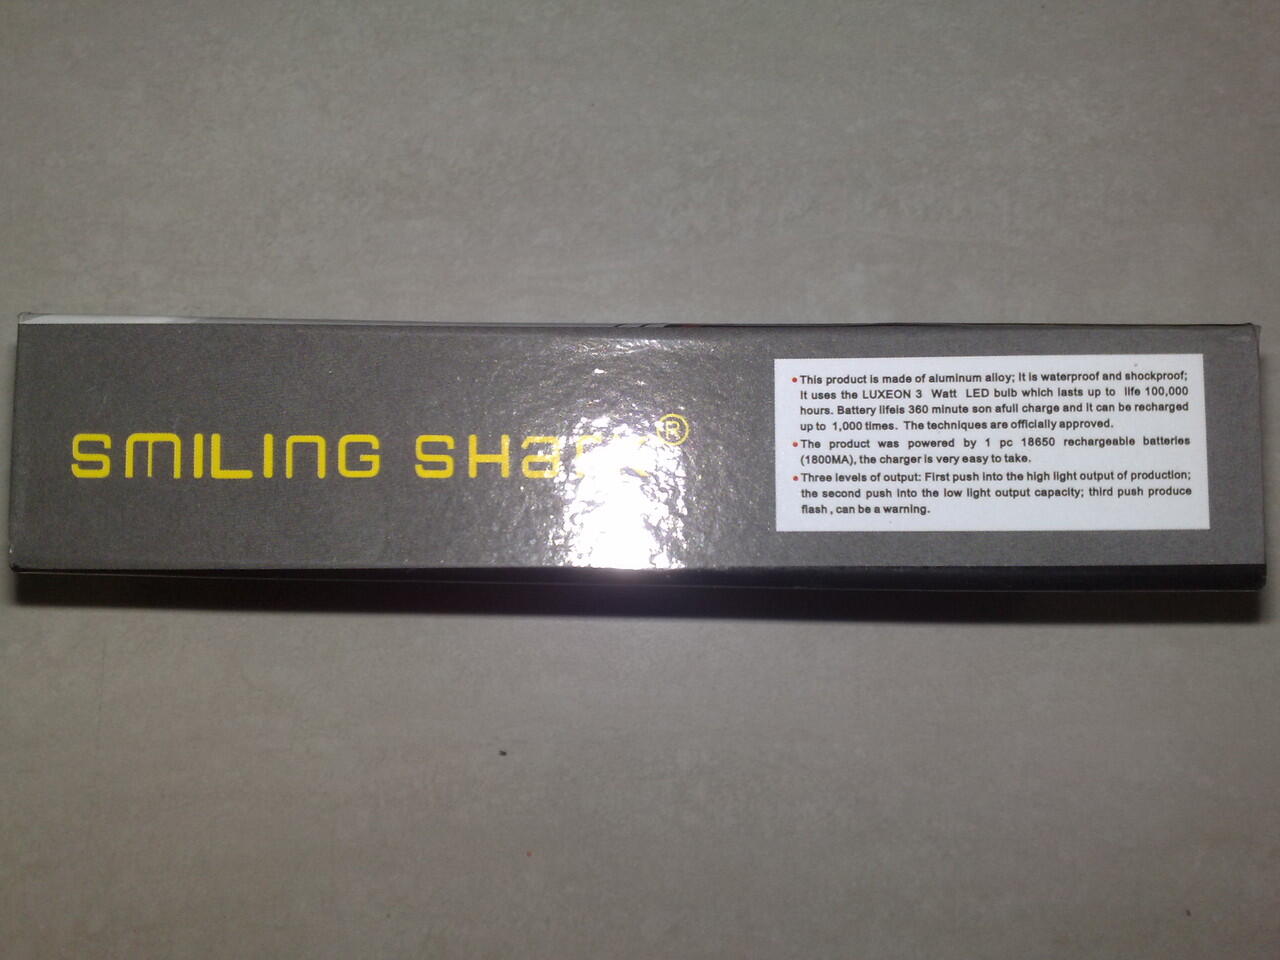 SMILING SHARK®
• This product is made of aluminum alloy; It is waterproof and shockproof;
It uses the LUXEON 3 Watt LED bulb which lasts up to life 100,000
hours. Battery lifeis 360 minute son afull charge and it can be recharged
up to 1,000 times. The techniques are officially approved.
• The product was powered by 1 pc 18650 rechargeable batteries
(1800MA), the charger is very easy to take.
• Three levels of output: First push into the high light output of production;
the second push into the low light output capacity; third push produce
flash , can be a warning.